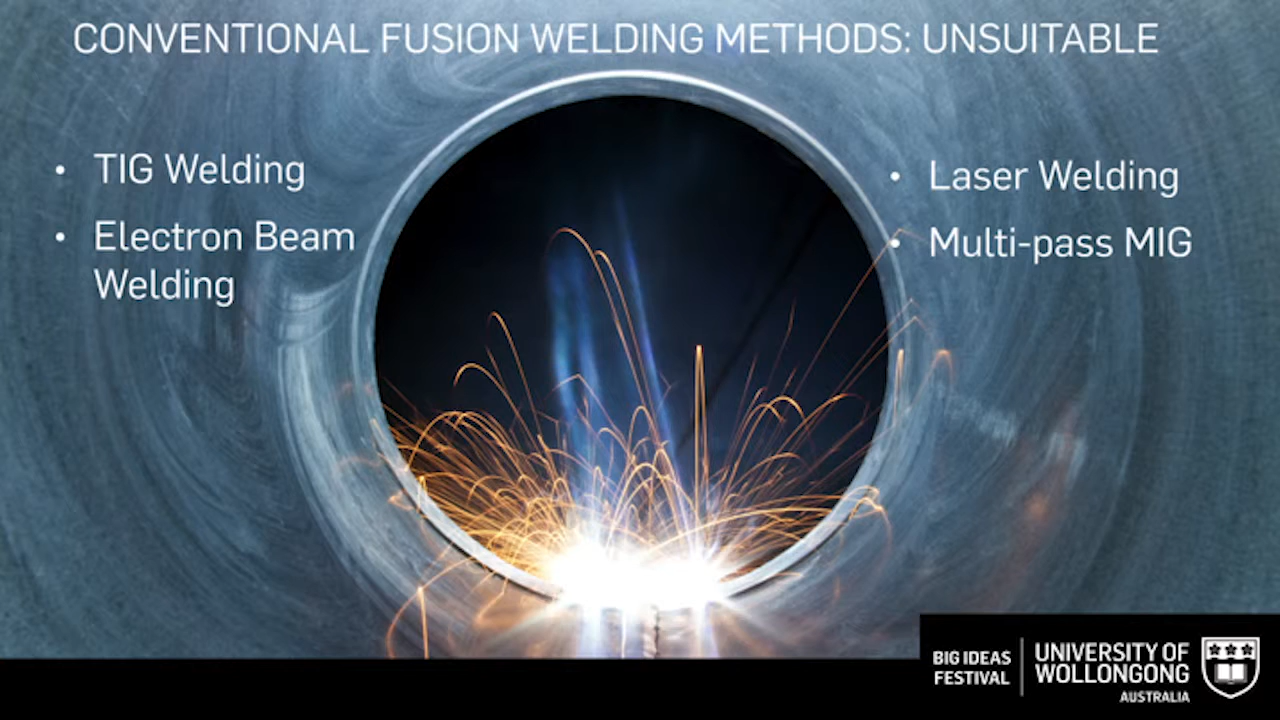 CONVENTIONAL FUSION WELDING METHODS: UNSUITABLE
• TIG Welding
• Electron Beam
Welding
• Laser Welding
• Multi-pass MIG
BIG IDEAS
FESTIVAL
UNIVERSITY OF
WOLLONGONG
AUSTRALIA